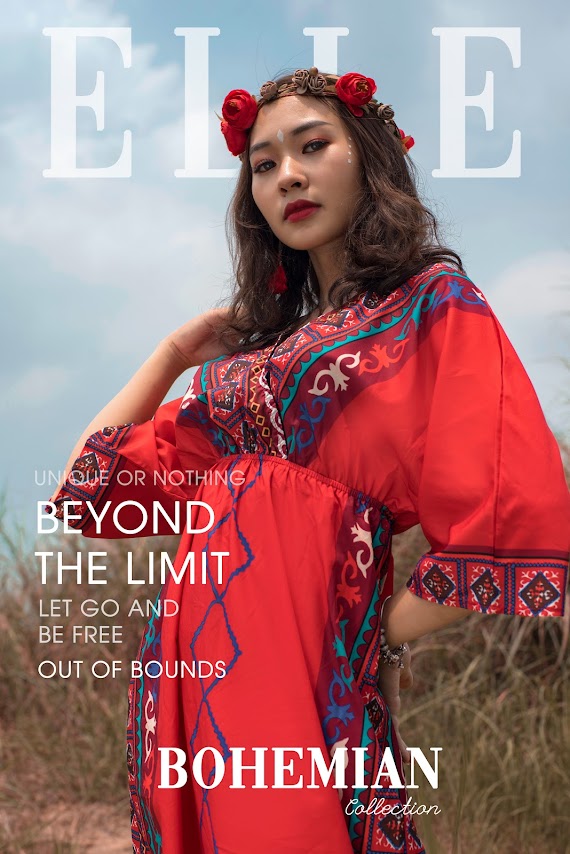 ELLE
UNIQUE OR NOTHING
BEYOND
THE LIMIT
LET GO AND
BE FREE
OUT OF BOUNDS
BOHEMIAN
Collection